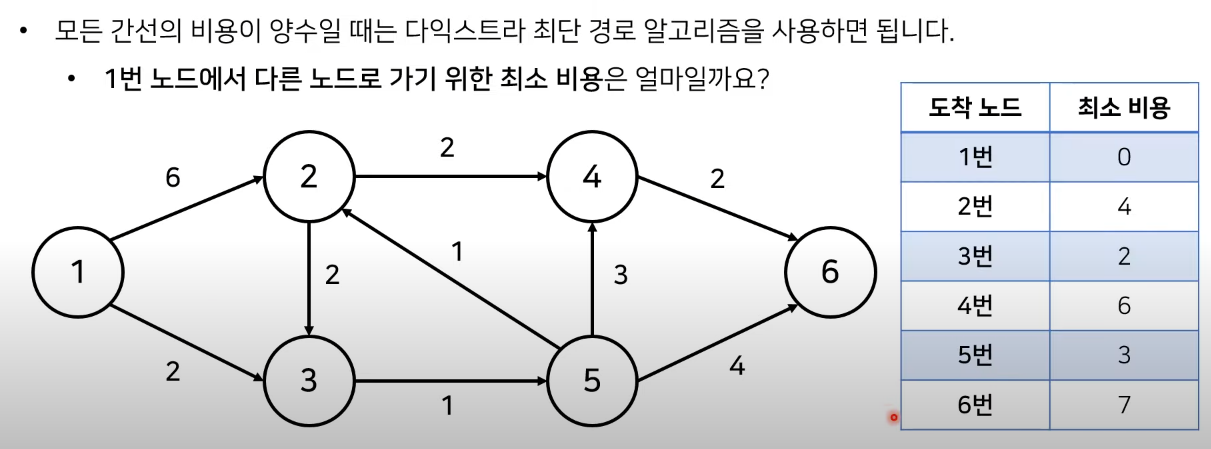 • 모든 간선의 비용이 양수일 때는 다익스트라 최단 경로 알고리즘을 사용하면 됩니다.
• 1번 노드에서 다른 노드로 가기 위한 최소 비용은 얼마일까요?
도착 노드 최소 비용
1번 0
2번 4
3번 2
4번 6
5번 3
6번 7
2
6 2 4 2
1 2 1 3 6
2 3 5 4
1